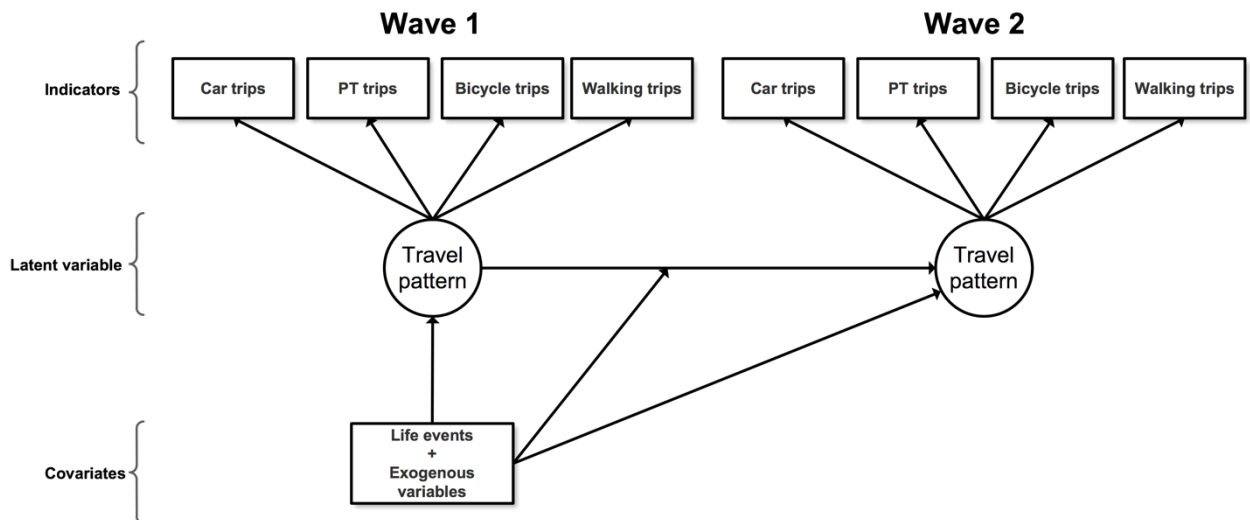 Wave 1
Wave 2
Indicators
Car trips
PT trips
Bicycle trips
Walking trips
Car trips
PT trips
Bicycle trips
Walking trips
Latent variable
Travel
pattern
Travel
pattern
Covariates
Life events
+
Exogenous
variables